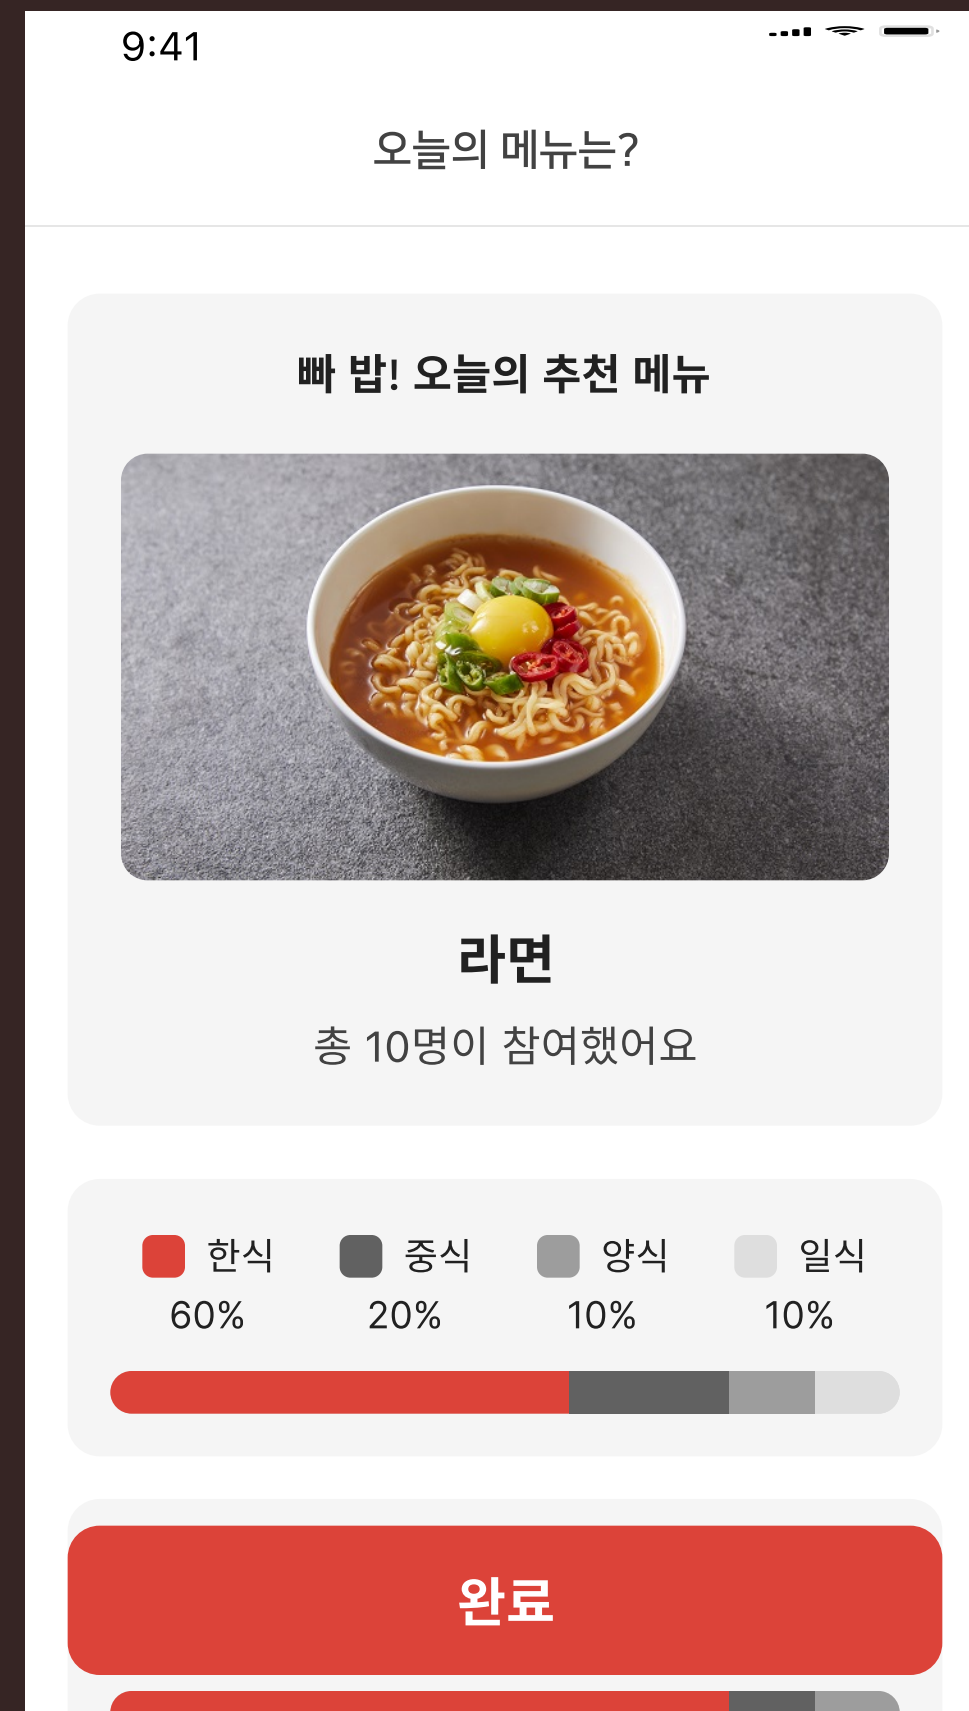 9:41
오늘의 메뉴는?
빠 밥! 오늘의 추천 메뉴
라면
총 10명이 참여했어요
한식 중식 양식 일식
60% 20% 10% 10%
완료